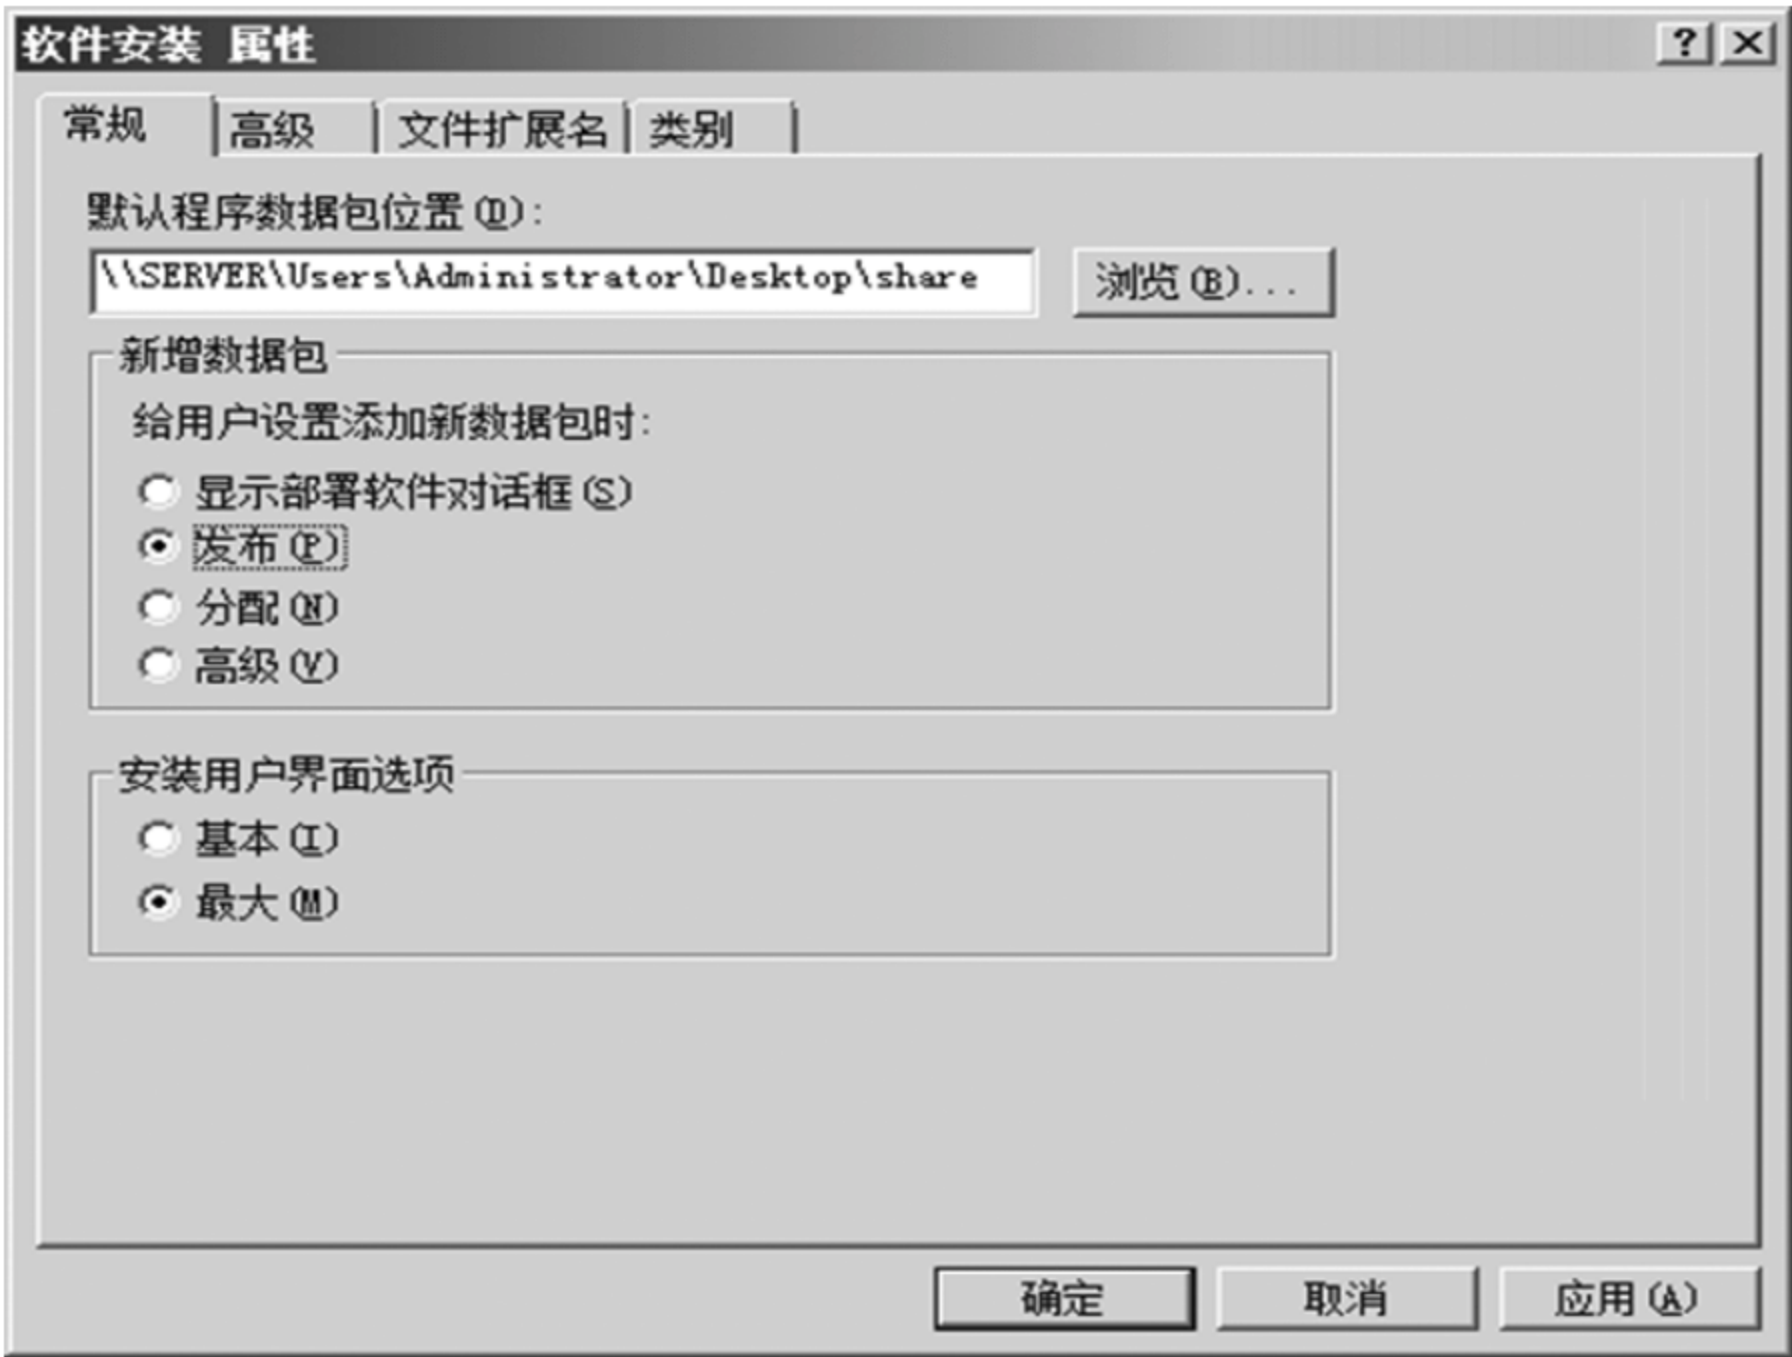 软件安装 属性
常规 高级 文件扩展名 类别
默认程序数据包位置(D):
\\SERVER\Users\Administrator\Desktop\share 浏览(B)...
新增数据包
给用户设置添加新数据包时:
显示部署软件对话框(S)
发布(P)
分配(N)
高级(V)
安装用户界面选项
基本(I)
最大(M)
确定 取消 应用(A)